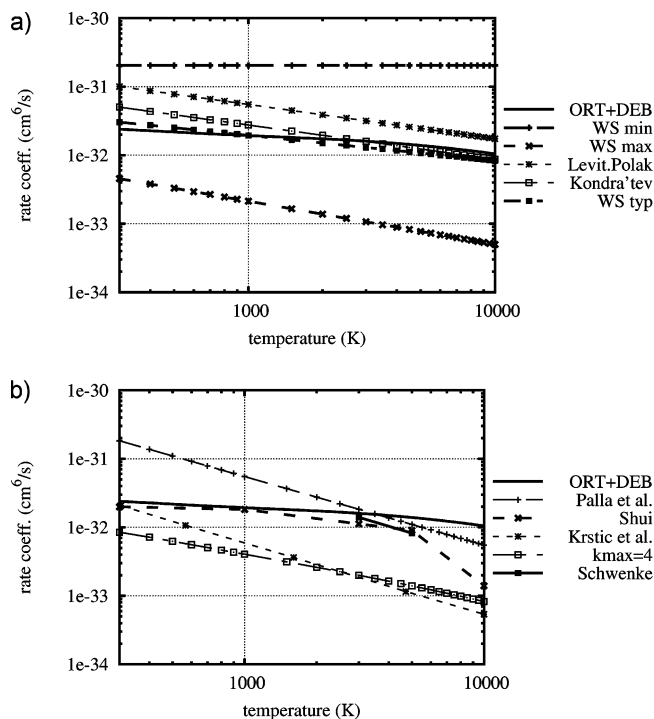 a)
1e-30
1e-31
1e-32
1e-33
1e-34
rate coeff. (cm6/s)
1000
10000
temperature (K)
ORT+DEB
WS min
WS max
Levit.Polak
Kondra'tev
WS typ
b)
1e-30
1e-31
1e-32
1e-33
1e-34
rate coeff. (cm6/s)
1000
10000
temperature (K)
ORT+DEB
Palla et al.
Shui
Krstic et al.
kmax=4
Schwenke